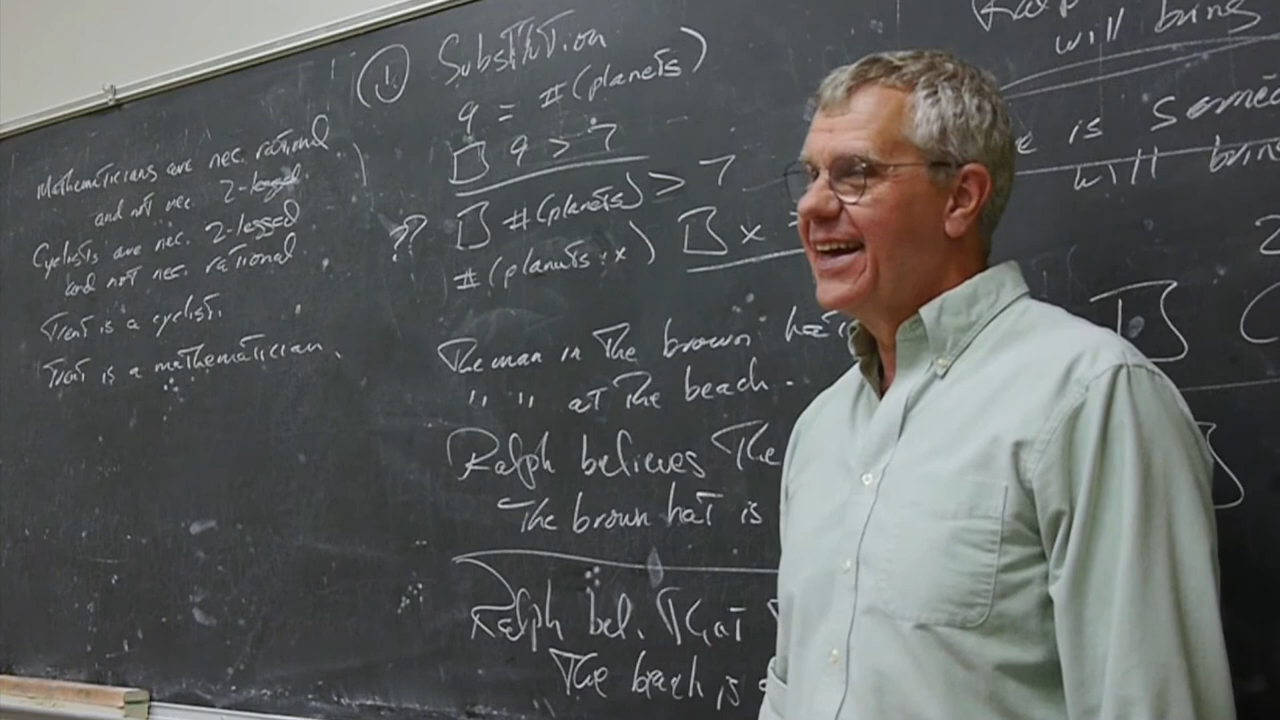 Mathematicians are nec. rational
and not nec. 2-legged.
Cyclists are nec. 2-legged
and not nec. rational
is a cyclist.
is a mathematician.
① Substitution
9 = #(planets)
□ 9 > 7
?? □ #(planets) > 7
#(planets: x) □ x
The man in the brown hat
" " at the beach.
Ralph believes the
the brown hat is
Ralph bel. that
the beach is
will bring
is
will bring
□